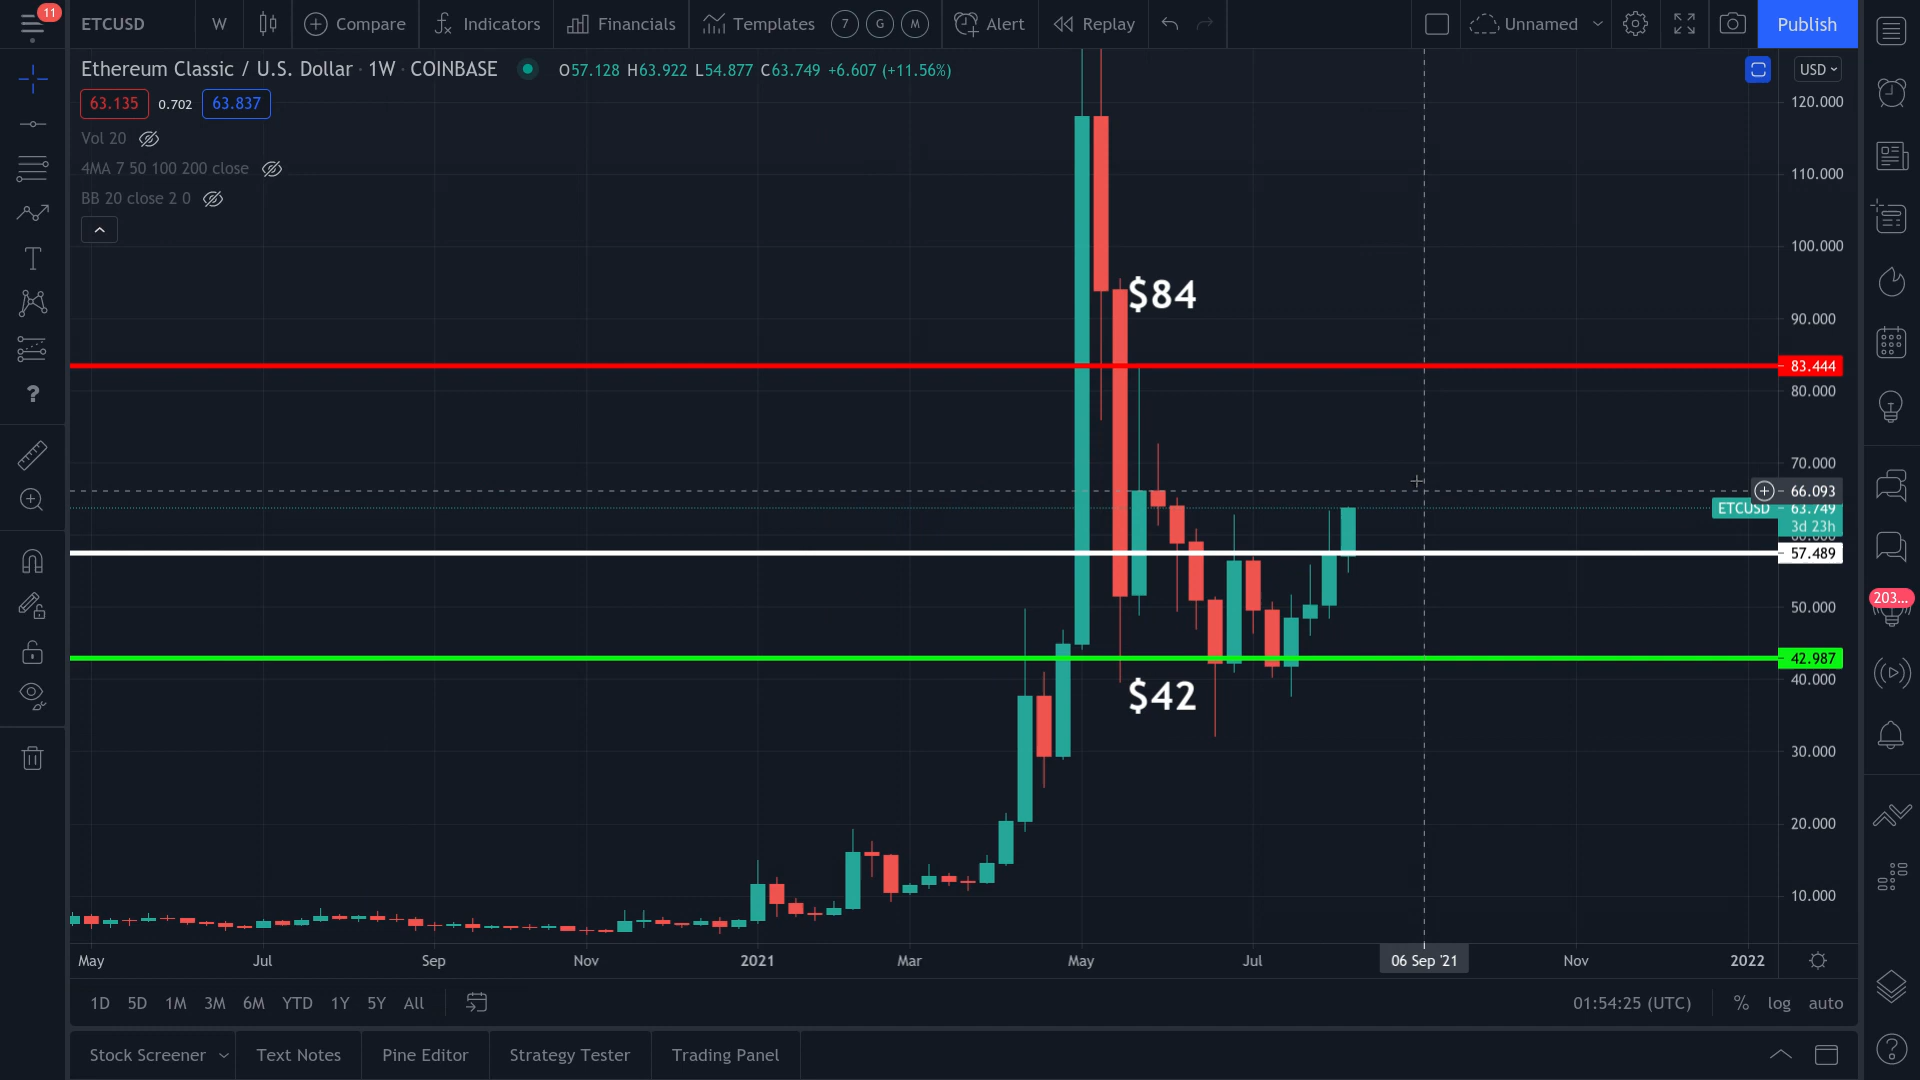 11
ETCUSD W Compare Indicators Financials Templates 7 G M Alert Replay Unnamed Publish
Ethereum Classic / U.S. Dollar · 1W · COINBASE O57.128 H63.922 L54.877 C63.749 +6.607 (+11.56%) USD
63.135 0.702 63.837
120.000
Vol 20
4MA 7 50 100 200 close
110.000
BB 20 close 2 0
100.000
$84
90.000
83.444
80.000
70.000
66.093
ETCUSD 63.749
3d 23h
60.000
57.489
203...
50.000
42.987
40.000
$42
30.000
20.000
10.000
May Jul Sep Nov 2021 Mar May Jul 06 Sep '21 Nov 2022
1D 5D 1M 3M 6M YTD 1Y 5Y All 01:54:25 (UTC) % log auto
Stock Screener Text Notes Pine Editor Strategy Tester Trading Panel